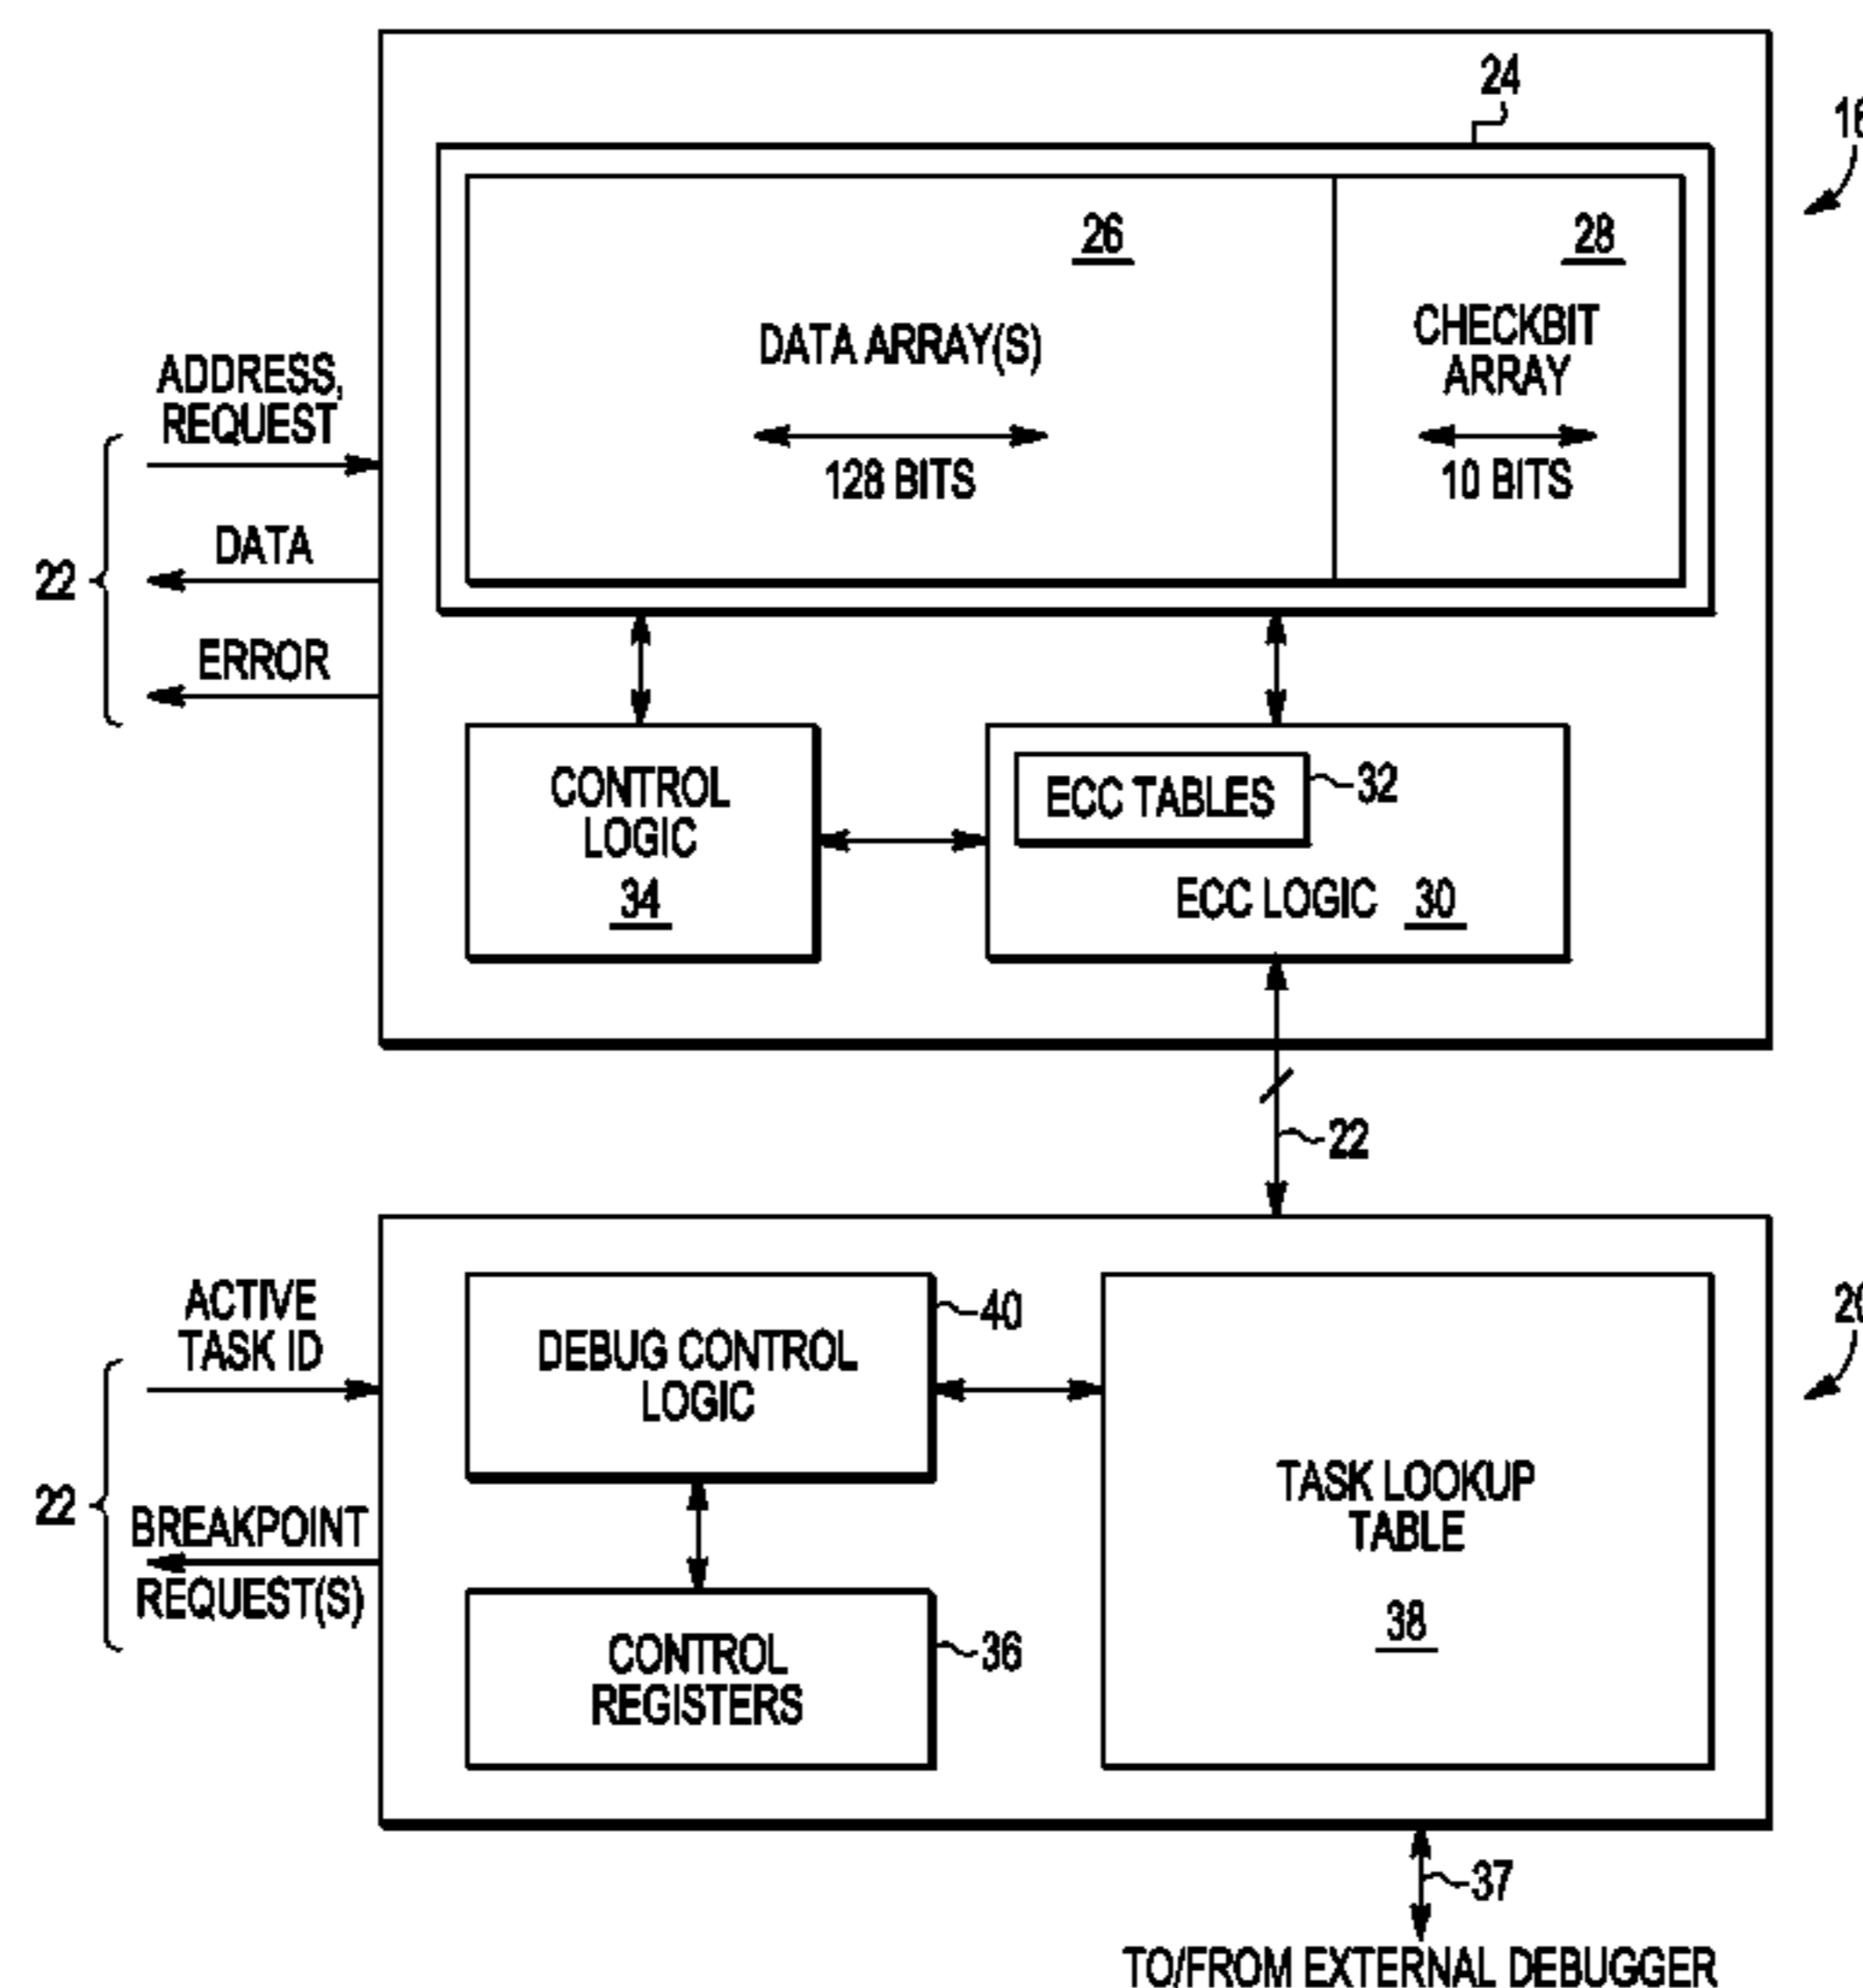 24
16
26
28
DATA ARRAY(S)
CHECKBIT
ARRAY
128 BITS
10 BITS
ADDRESS,
REQUEST
DATA
22
ERROR
CONTROL
LOGIC
34
ECC TABLES
32
ECC LOGIC 30
22
20
ACTIVE
TASK ID
22
BREAKPOINT
REQUEST(S)
DEBUG CONTROL
LOGIC
40
CONTROL
REGISTERS
36
TASK LOOKUP
TABLE
38
37
TO/FROM EXTERNAL DEBUGGER